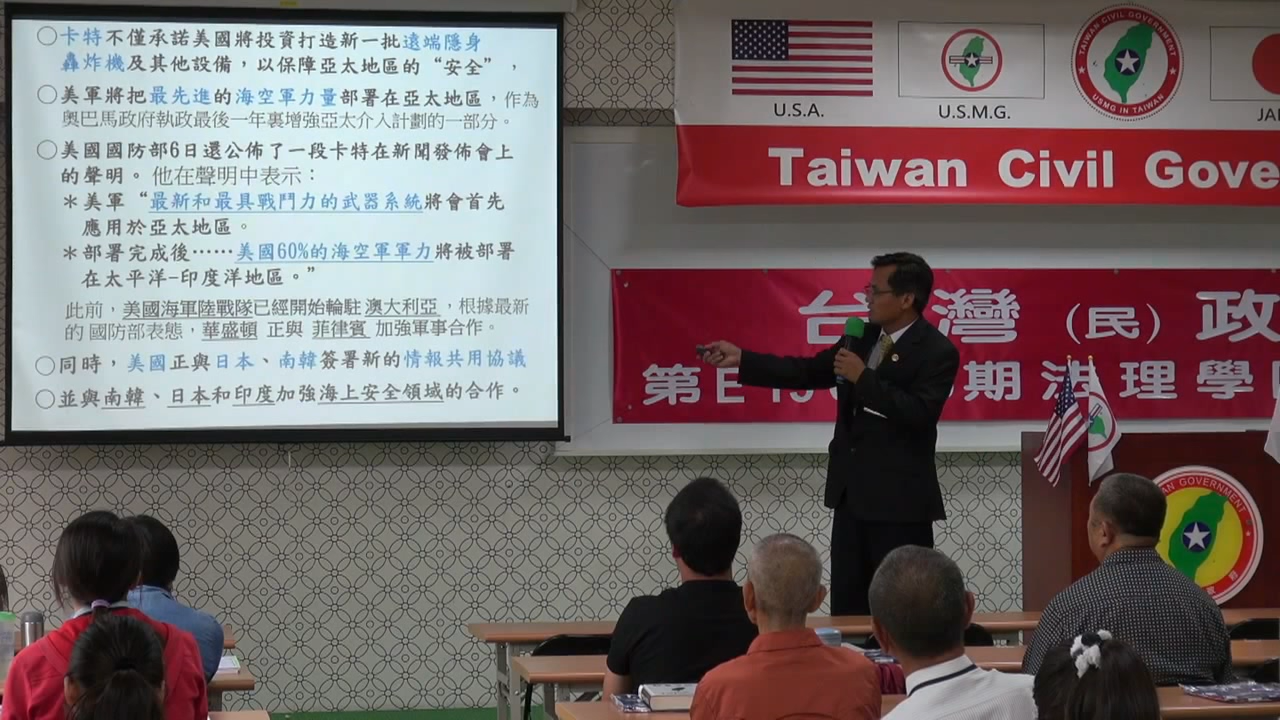 ○卡特不僅承諾美國將投資打造新一批遠端隱身
轟炸機及其他設備，以保障亞太地區的“安全”，
○美軍將把最先進的海空軍力量部署在亞太地區，作為
奧巴馬政府執政最後一年裏增強亞太介入計劃的一部分。
○美國國防部6日還公佈了一段卡特在新聞發佈會上
的聲明。他在聲明中表示：
＊美軍“最新和最具戰鬥力的武器系統將會首先
應用於亞太地區。
＊部署完成後……美國60%的海空軍軍力將被部署
在太平洋-印度洋地區。”
此前，美國海軍陸戰隊已經開始輪駐 澳大利亞，根據最新
的 國防部表態，華盛頓 正與 菲律賓 加強軍事合作。
○同時，美國正與日本、南韓簽署新的情報共用協議
○並與南韓、日本和印度加強海上安全領域的合作。
U.S.A.
U.S.M.G.
TAIWAN CIVIL GOVERNMENT
USMG IN TAIWAN
JA
Taiwan Civil Gove
台灣（民）政
第E 期法理學
GOVERNMENT